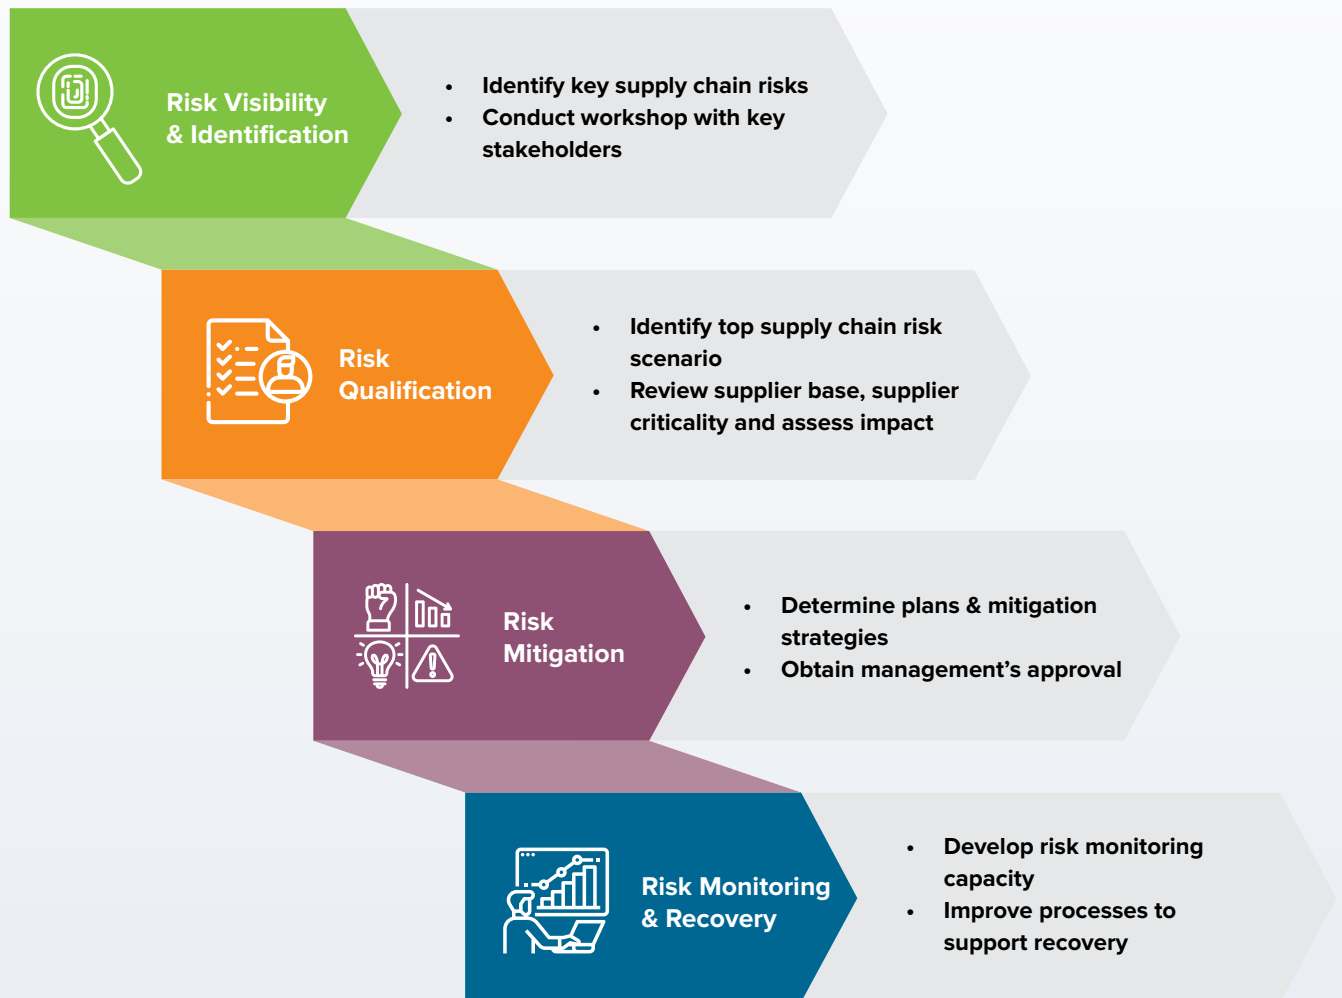 Risk Visibility
& Identification
• Identify key supply chain risks
• Conduct workshop with key
stakeholders
Risk
Qualification
• Identify top supply chain risk
scenario
• Review supplier base, supplier
criticality and assess impact
Risk
Mitigation
• Determine plans & mitigation
strategies
• Obtain management’s approval
Risk Monitoring
& Recovery
• Develop risk monitoring
capacity
• Improve processes to
support recovery